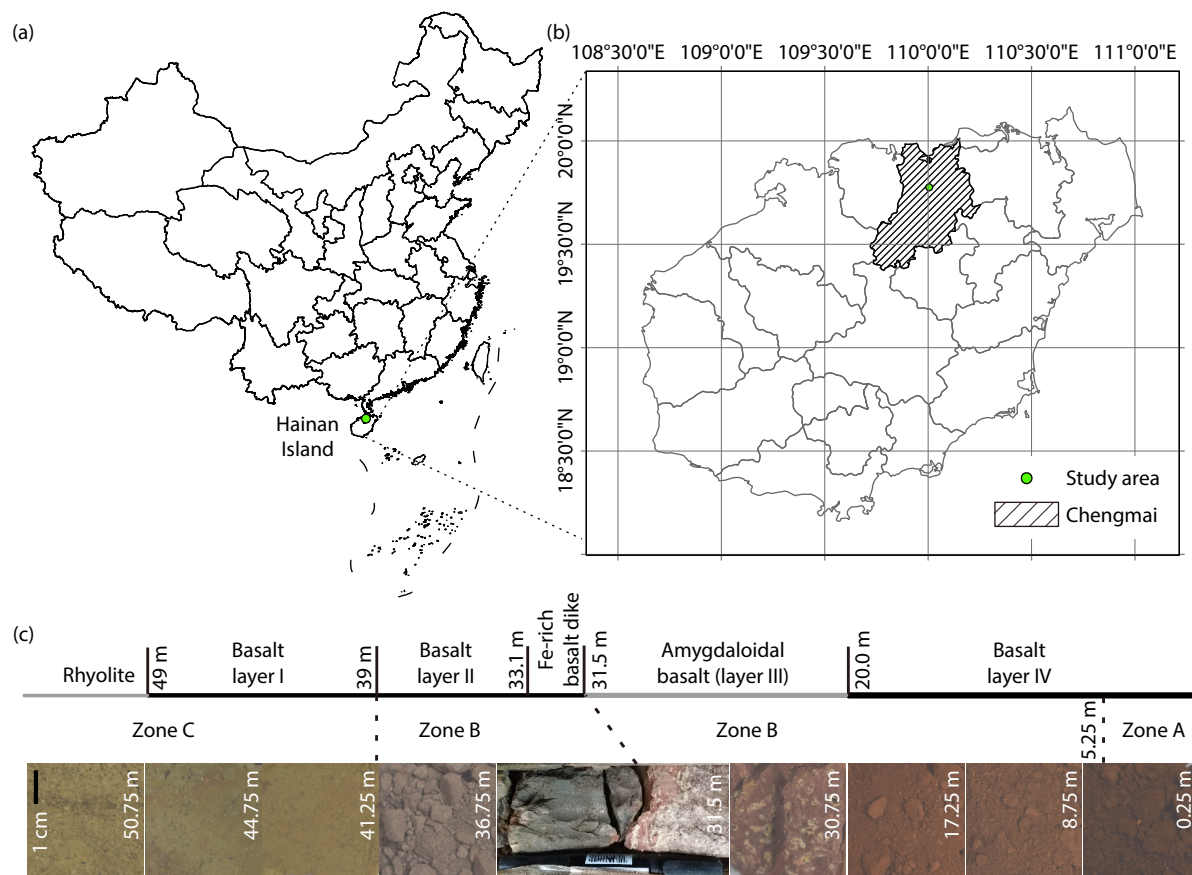 (a)
(b)
108°30'0"E
109°0'0"E
109°30'0"E
110°0'0"E
110°30'0"E
111°0'0"E
20°0'0"N
19°30'0"N
19°0'0"N
18°30'0"N
Hainan
Island
Study area
Chengmai
(c)
Rhyolite
49 m
Basalt
layer I
39 m
Basalt
layer II
33.1 m
Fe-rich
basalt dike
31.5 m
Amygdaloidal
basalt (layer III)
20.0 m
Basalt
layer IV
Zone C
Zone B
Zone B
5.25 m
Zone A
1 cm
50.75 m
44.75 m
41.25 m
36.75 m
31.5 m
30.75 m
17.25 m
8.75 m
0.25 m